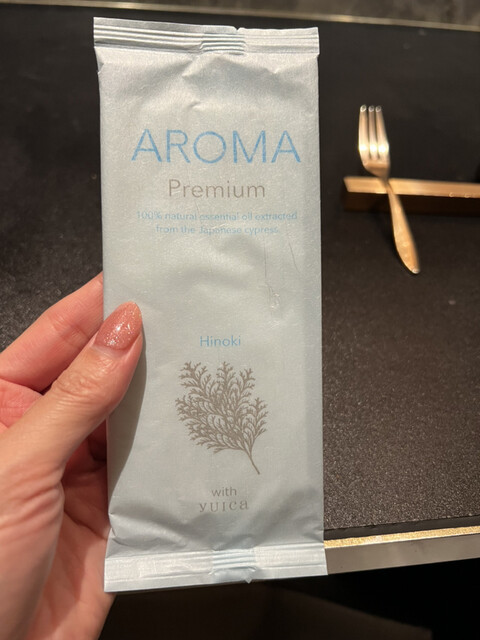 AROMA
Premium
100% natural essential oil extracted
from the Japanese cypress.
Hinoki
with
yuica